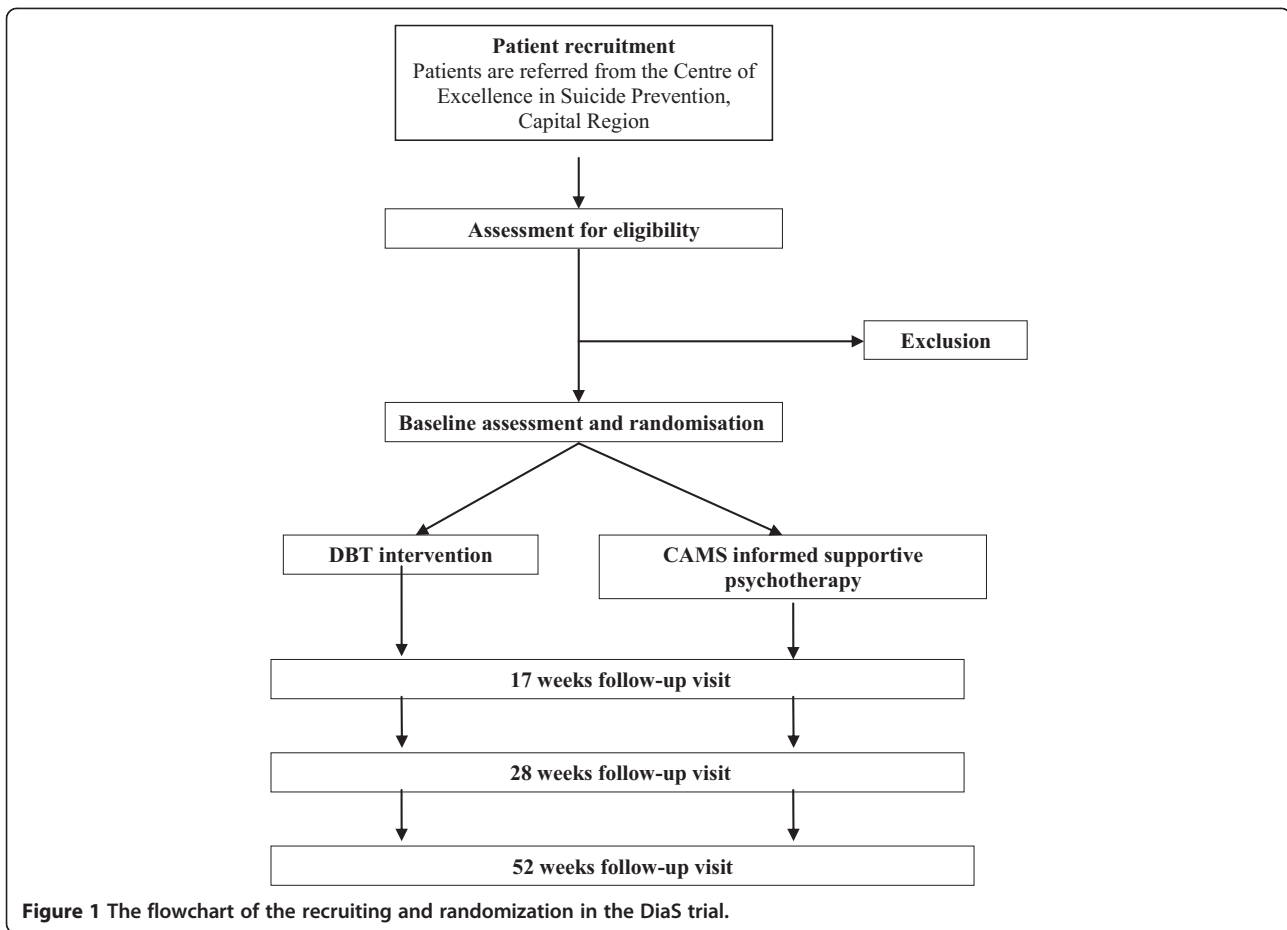 Patient recruitment
Patients are referred from the Centre of
Excellence in Suicide Prevention,
Capital Region
Assessment for eligibility
Exclusion
Baseline assessment and randomisation
DBT intervention
CAMS informed supportive
psychotherapy
17 weeks follow-up visit
28 weeks follow-up visit
52 weeks follow-up visit
Figure 1 The flowchart of the recruiting and randomization in the DiaS trial.